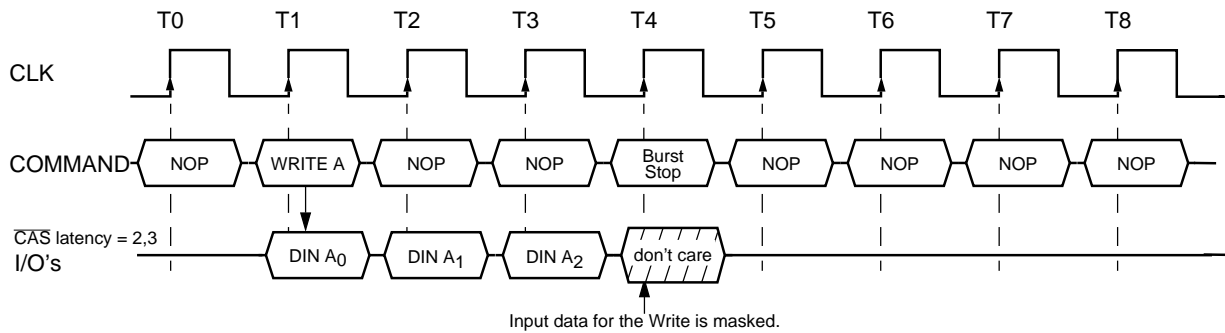 T0 T1 T2 T3 T4 T5 T6 T7 T8
CLK
COMMAND NOP WRITE A NOP NOP Burst Stop NOP NOP NOP NOP
CAS latency = 2,3
I/O's DIN A0 DIN A1 DIN A2 don't care
Input data for the Write is masked.